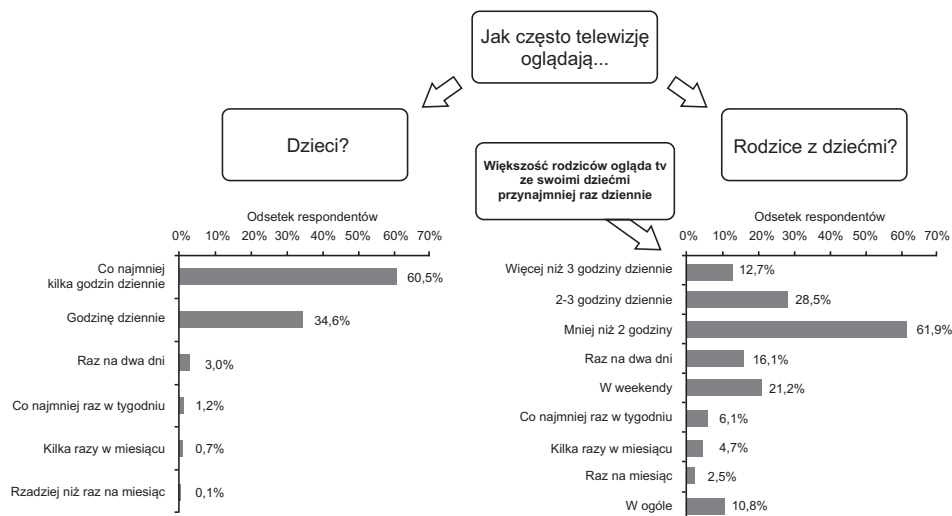 Jak często telewizję
oglądają...
Dzieci?
Rodzice z dziećmi?
Większość rodziców ogląda tv
ze swoimi dziećmi
przynajmniej raz dziennie
Odsetek respondentów
0% 10% 20% 30% 40% 50% 60% 70%
Co najmniej
kilka godzin dziennie
60,5%
Godzinę dziennie
34,6%
Raz na dwa dni
3,0%
Co najmniej raz w tygodniu
1,2%
Kilka razy w miesiącu
0,7%
Rzadziej niż raz na miesiąc
0,1%
Odsetek respondentów
0% 10% 20% 30% 40% 50% 60% 70%
Więcej niż 3 godziny dziennie
12,7%
2-3 godziny dziennie
28,5%
Mniej niż 2 godziny
61,9%
Raz na dwa dni
16,1%
W weekendy
21,2%
Co najmniej raz w tygodniu
6,1%
Kilka razy w miesiącu
4,7%
Raz na miesiąc
2,5%
W ogóle
10,8%